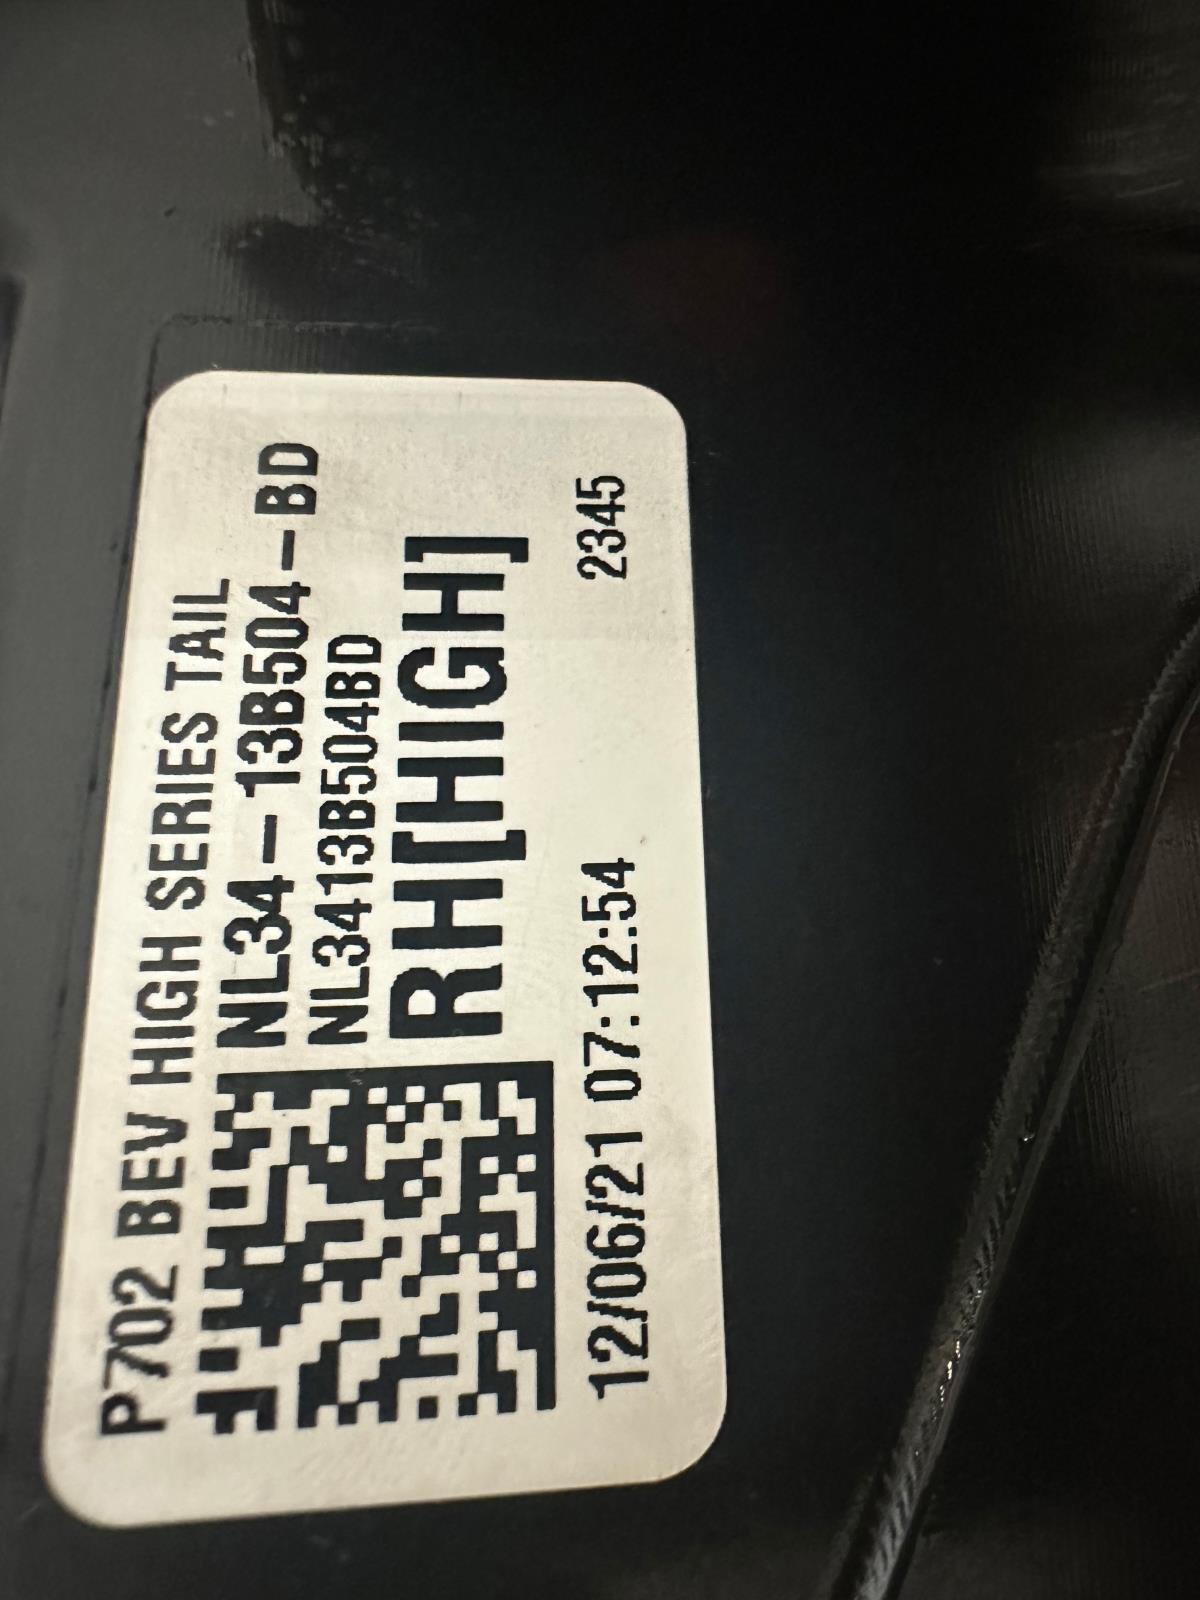 P702 BEV HIGH SERIES TAIL
NL34-13B504-BD
NL3413B504BD
RH[HIGH]
12/06/21 07:12:54 2345